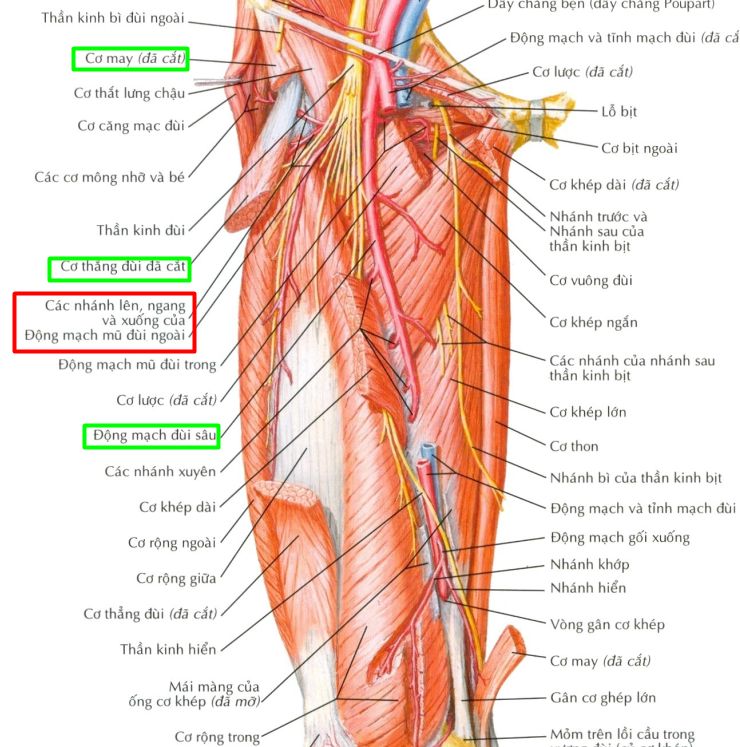 Thần kinh bì đùi ngoài
Cơ may (đã cắt)
Cơ thắt lưng chậu
Cơ căng mạc đùi
Các cơ mông nhỡ và bé
Thần kinh đùi
Cơ thẳng đùi đã cắt
Các nhánh lên, ngang
và xuống của
Động mạch mũ đùi ngoài
Động mạch mũ đùi trong
Cơ lược (đã cắt)
Động mạch đùi sâu
Các nhánh xuyên
Cơ khép dài
Cơ rộng ngoài
Cơ rộng giữa
Cơ thẳng đùi (đã cắt)
Thần kinh hiển
Mái màng của
ống cơ khép (đã mở)
Cơ rộng trong
Dây chằng bẹn (dây chằng Poupart)
Động mạch và tĩnh mạch đùi (đã cắ
Cơ lược (đã cắt)
Lỗ bịt
Cơ bịt ngoài
Cơ khép dài (đã cắt)
Nhánh trước và
Nhánh sau của
thần kinh bịt
Cơ vuông đùi
Cơ khép ngắn
Các nhánh của nhánh sau
thần kinh bịt
Cơ khép lớn
Cơ thon
Nhánh bì của thần kinh bịt
Động mạch và tỉnh mạch đùi
Động mạch gối xuống
Nhánh khớp
Nhánh hiển
Vòng gân cơ khép
Cơ may (đã cắt)
Gân cơ ghép lớn
Mỏm trên lồi cầu trong